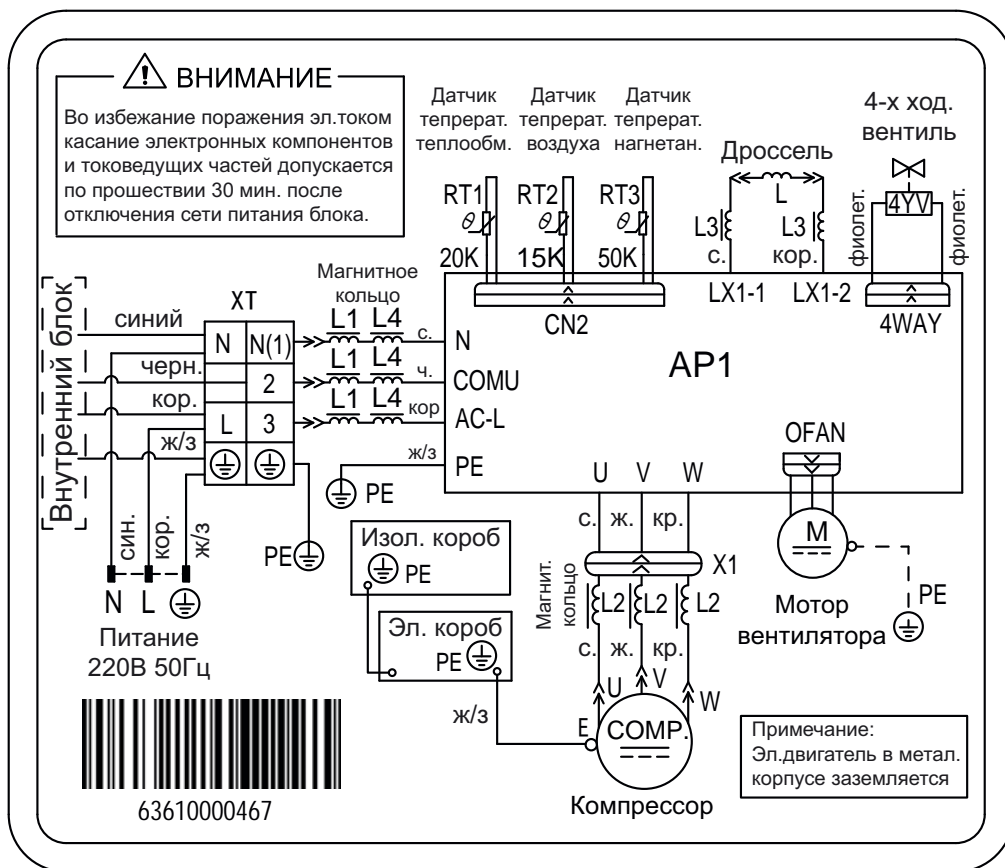 ВНИМАНИЕ
Во избежание поражения эл.током
касание электронных компонентов
и токоведущих частей допускается
по прошествии 30 мин. после
отключения сети питания блока.
Датчик
тепрерат.
теплообм.
Датчик
тепрерат.
воздуха
Датчик
тепрерат.
нагнетан.
Дроссель
L
4-х ход.
вентиль
RT1
RT2
RT3
20K
15K
50K
L3
с.
L3
кор.
фиолет.
4YV
фиолет.
CN2
LX1-1
LX1-2
4WAY
AP1
Внутренний блок
синий
черн.
кор.
ж/з
XT
N
N(1)
2
L
3
Магнитное
кольцо
L1
L4
с.
N
L1
L4
ч.
COMU
L1
L4
кор
AC-L
ж/з
PE
PE
PE
син.
кор.
ж/з
N
L
Питание
220В 50Гц
Изол. короб
PE
Эл. короб
PE
ж/з
U
V
W
с.
ж.
кр.
X1
Магнит.
кольцо
L2
L2
L2
с.
ж.
кр.
U
V
W
E
COMP.
Компрессор
OFAN
M
Мотор
вентилятора
PE
Примечание:
Эл.двигатель в метал.
корпусе заземляется
63610000467